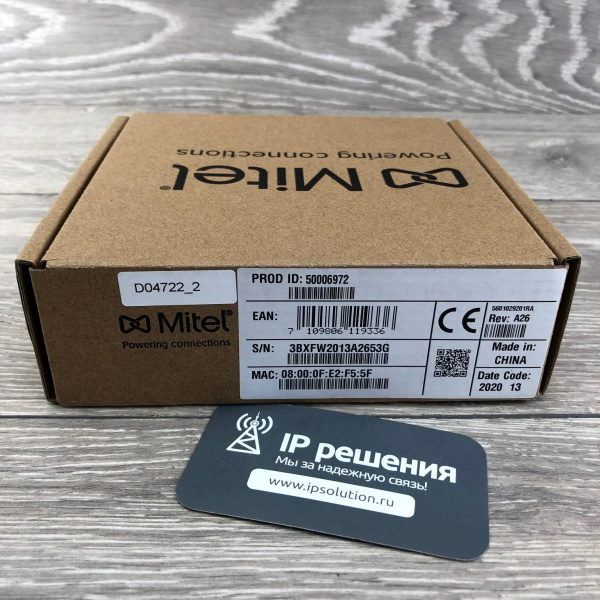 Mitel®
Powering connections
D04722_2
Mitel®
Powering connections
PROD ID: 50006972
EAN:
7 109806 119336
S/N: 3BXFW2013A2653G
MAC: 08:00:0F:E2:F5:5F
CE
5601029201RA
Rev: A26
Made in:
CHINA
Date Code:
2020 13
IP решения
Мы за надежную связь!
www.ipsolution.ru